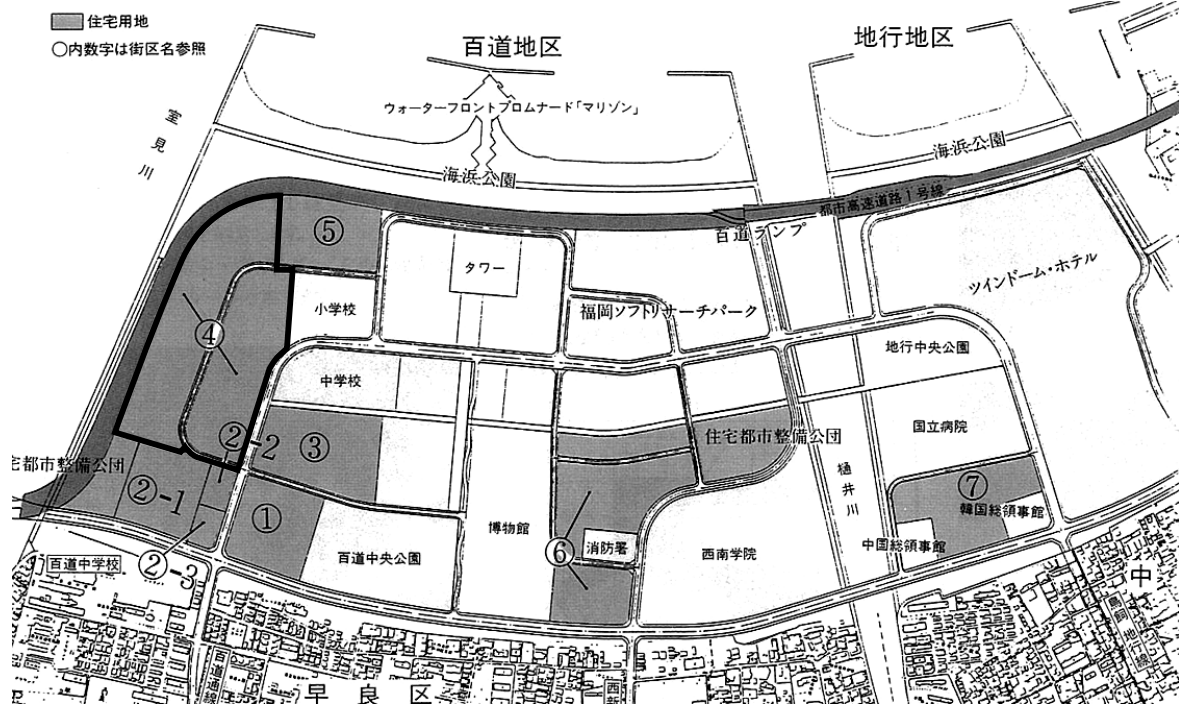 住宅用地
○内数字は街区名参照
百道地区
地行地区
ウォーターフロントプロムナード「マリゾン」
室見川
海浜公園
海浜公園
都市高速道路1号線
百道ランプ
⑤
タワー
ツインドーム・ホテル
小学校
福岡ソフトリサーチパーク
④
地行中央公園
中学校
国立病院
②-2
③
住宅都市整備公団
宅都市整備公団
樋井川
②-1
⑦
①
博物館
韓国総領事館
消防署
百道中央公園
⑥
西南学院
中国総領事館
百道中学校
②-3
中
百道通線
早良区
西新